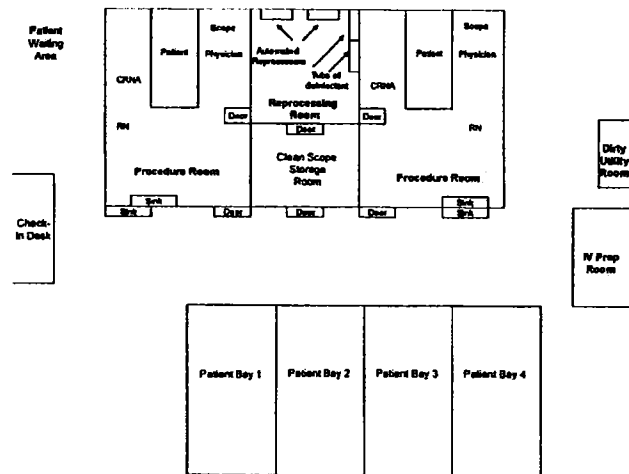 Patient
Waiting
Area
CRNA
RN
Patient
Scope
Physician
Automated
Reprocessors
Tubs of
disinfectant
Reprocessing
Room
Door
Door
Door
CRNA
Patient
Scope
Physician
RN
Procedure Room
Clean Scope
Storage
Room
Procedure Room
Sink
Sink
Door
Door
Door
Sink
Sink
Dirty
Utility
Room
Check-
In Desk
IV Prep
Room
Patient Bay 1
Patient Bay 2
Patient Bay 3
Patient Bay 4